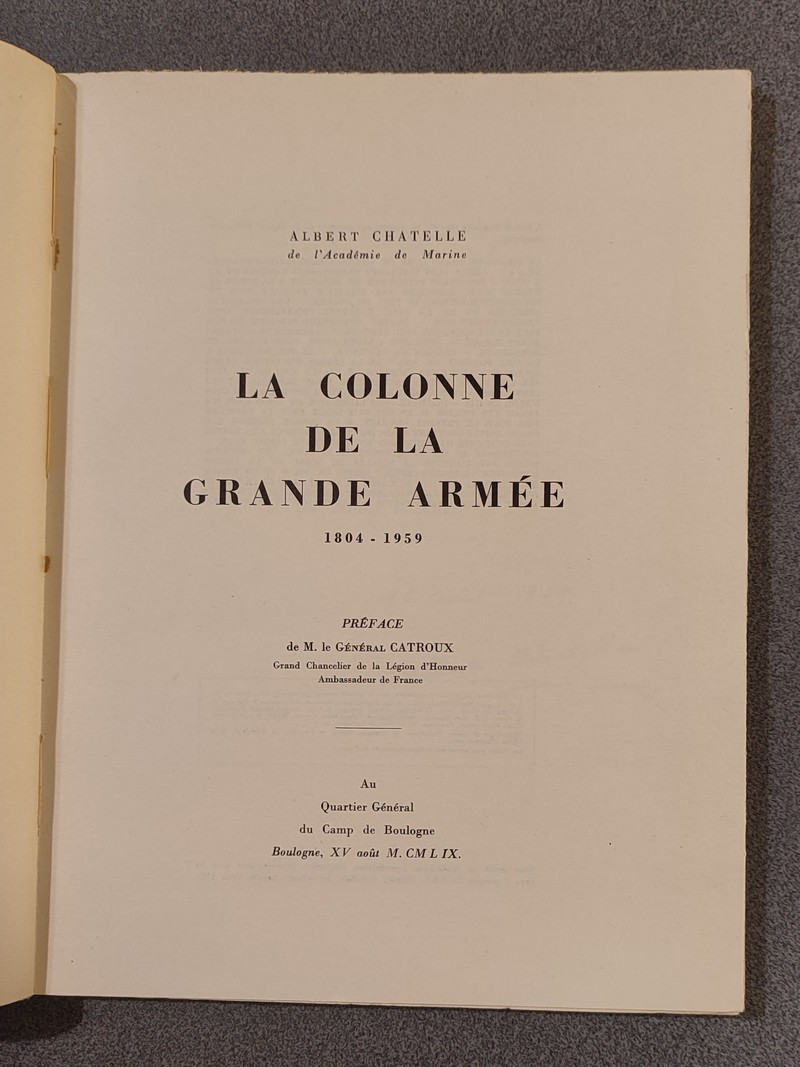 ALBERT CHATELLE
de l'Académie de Marine
LA COLONNE
DE LA
GRANDE ARMÉE
1804 - 1959
PRÉFACE
de M. le GÉNÉRAL CATROUX
Grand Chancelier de la Légion d'Honneur
Ambassadeur de France
Au
Quartier Général
du Camp de Boulogne
Boulogne, XV août M. CM L IX.